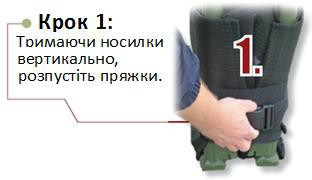 Крок 1:
Тримаючи носилки
вертикально,
розпустіть пряжки.
1.